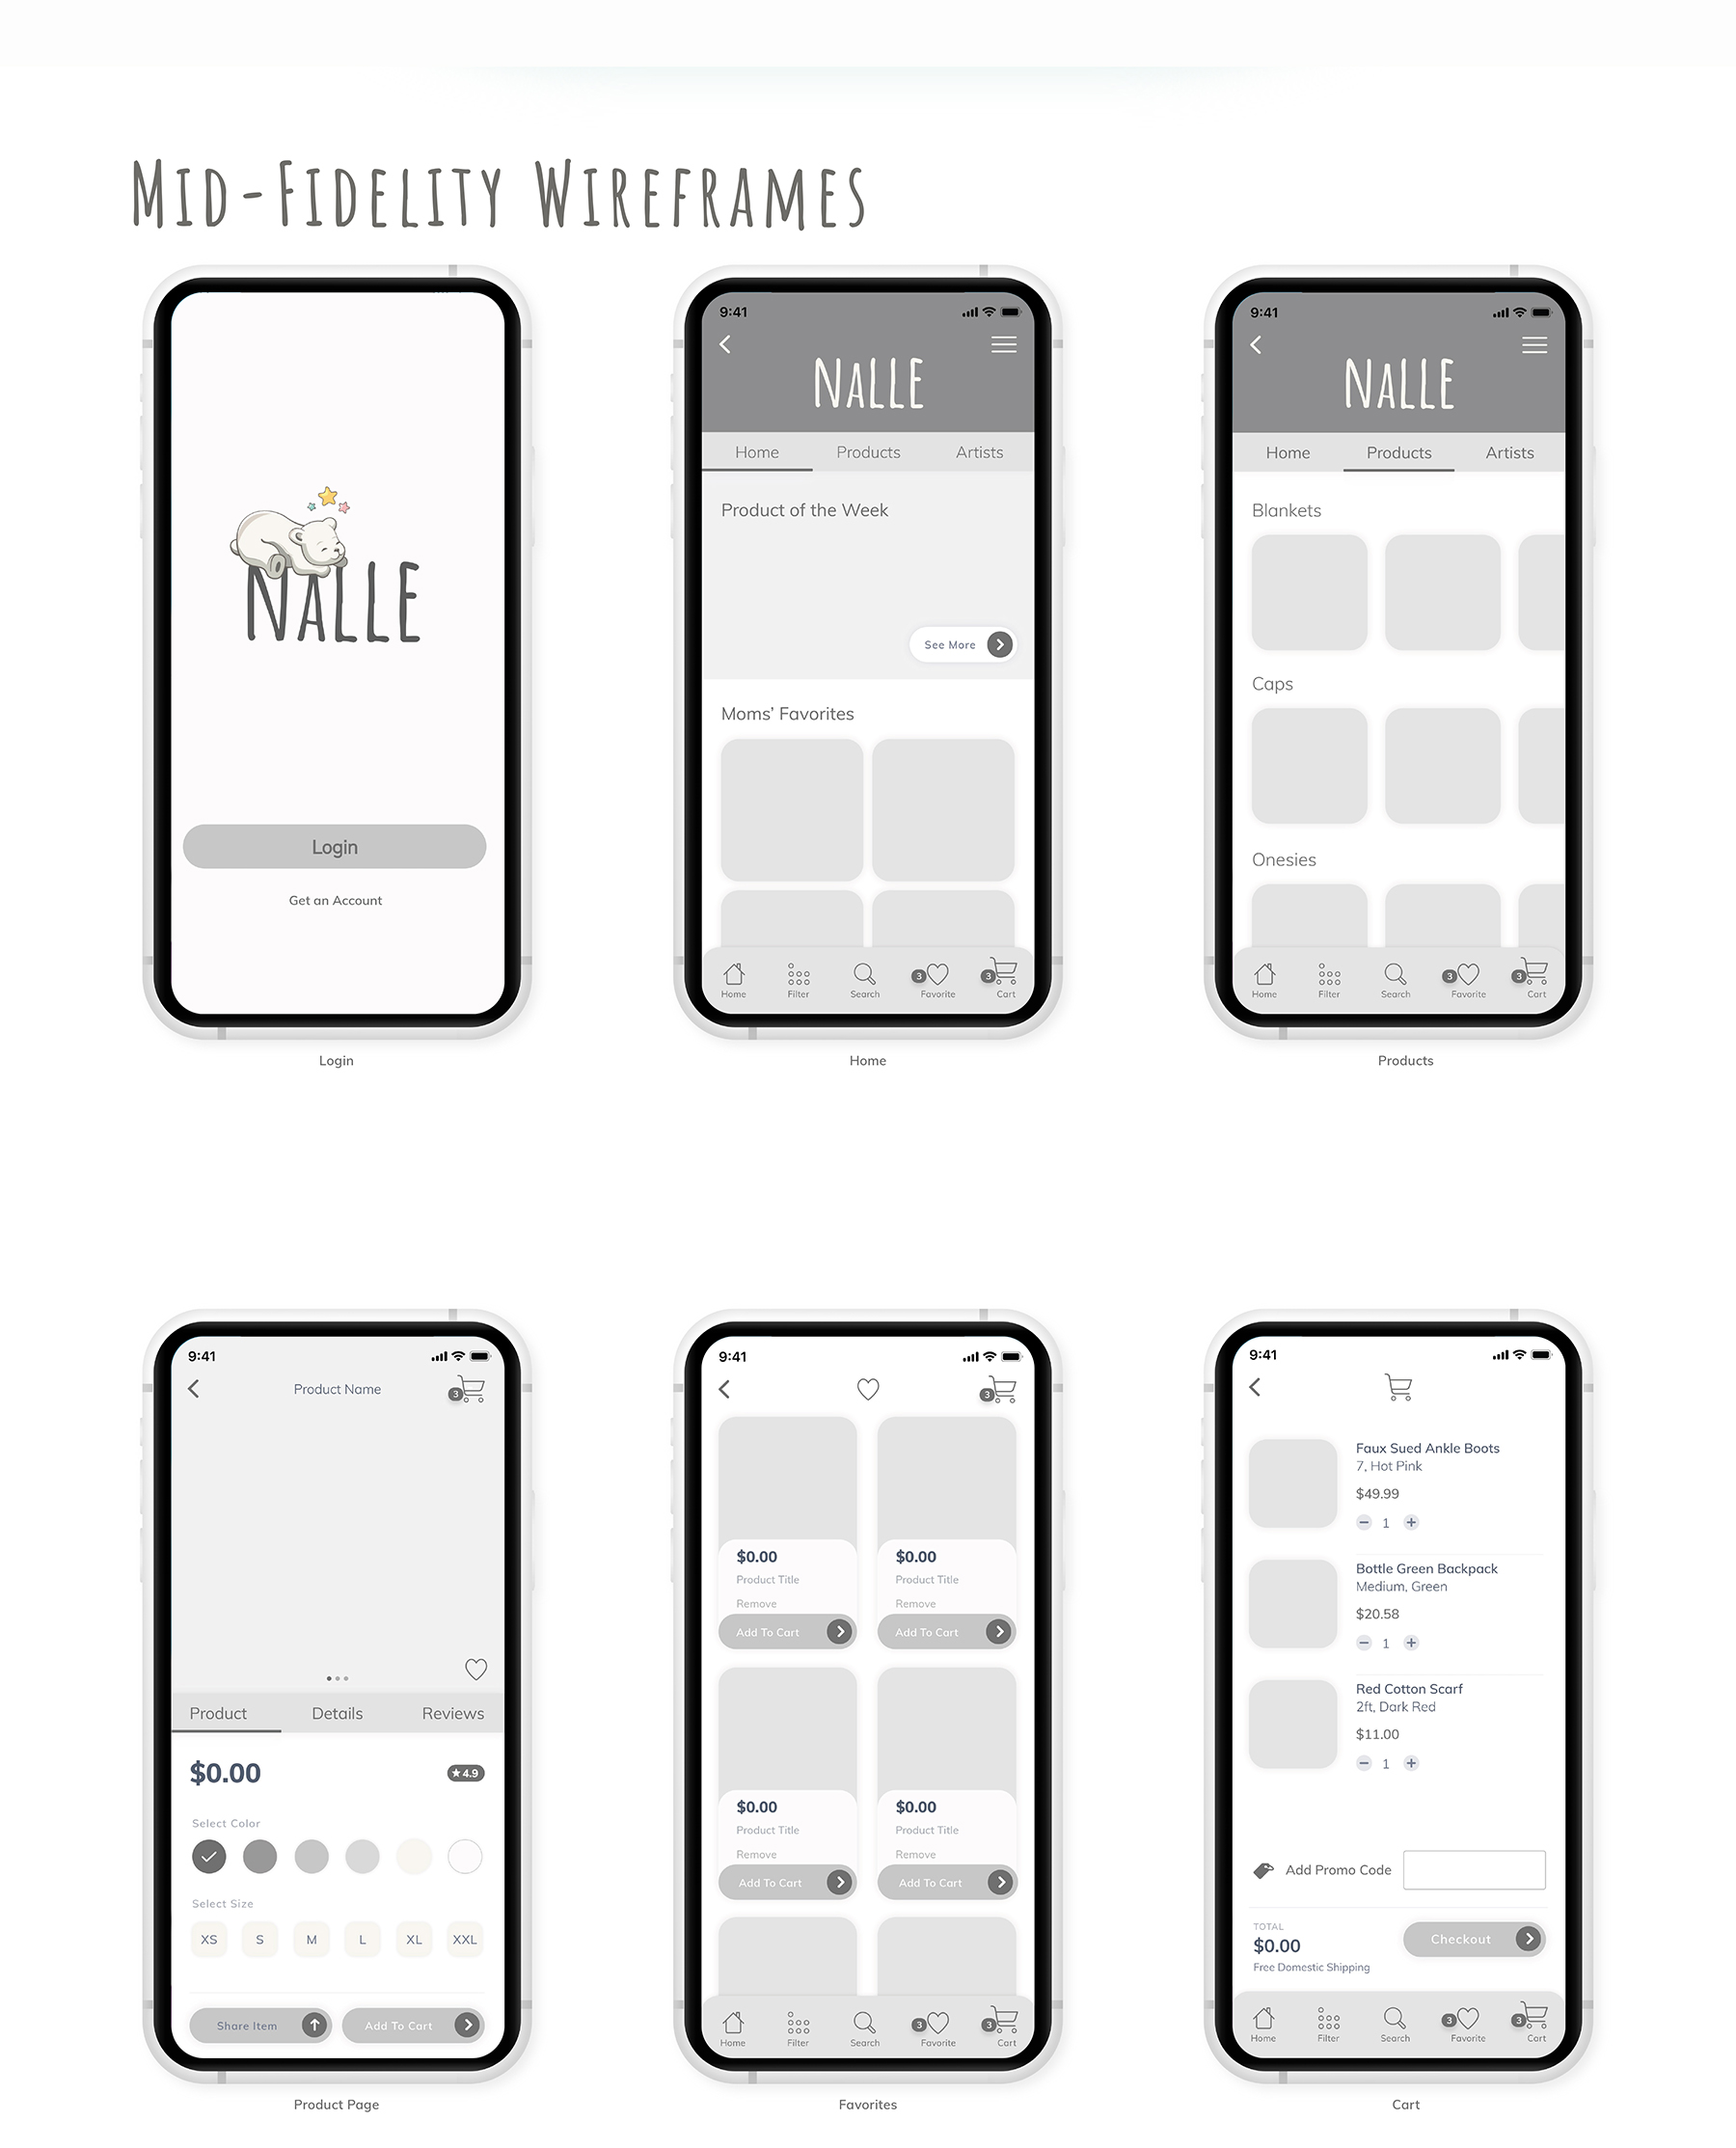 Mid-Fidelity Wireframes
NALLE
Login
Get an Account
Login
9:41
NALLE
Home Products Artists
Product of the Week
See More
Moms' Favorites
Home Filter Search 3 Favorite 3 Cart
Home
9:41
NALLE
Home Products Artists
Blankets
Caps
Onesies
Home Filter Search 3 Favorite 3 Cart
Products
9:41
Product Name 3
Product Details Reviews
$0.00 4.9
Select Color
Select Size
XS S M L XL XXL
Share Item Add To Cart
Product Page
9:41
3
$0.00 $0.00
Product Title Product Title
Remove Remove
Add To Cart Add To Cart
$0.00 $0.00
Product Title Product Title
Remove Remove
Add To Cart Add To Cart
Home Filter Search 3 Favorite 3 Cart
Favorites
9:41
Faux Sued Ankle Boots
7, Hot Pink
$49.99
1
Bottle Green Backpack
Medium, Green
$20.58
1
Red Cotton Scarf
2ft, Dark Red
$11.00
1
Add Promo Code
TOTAL
$0.00 Checkout
Free Domestic Shipping
Home Filter Search 3 Favorite 3 Cart
Cart